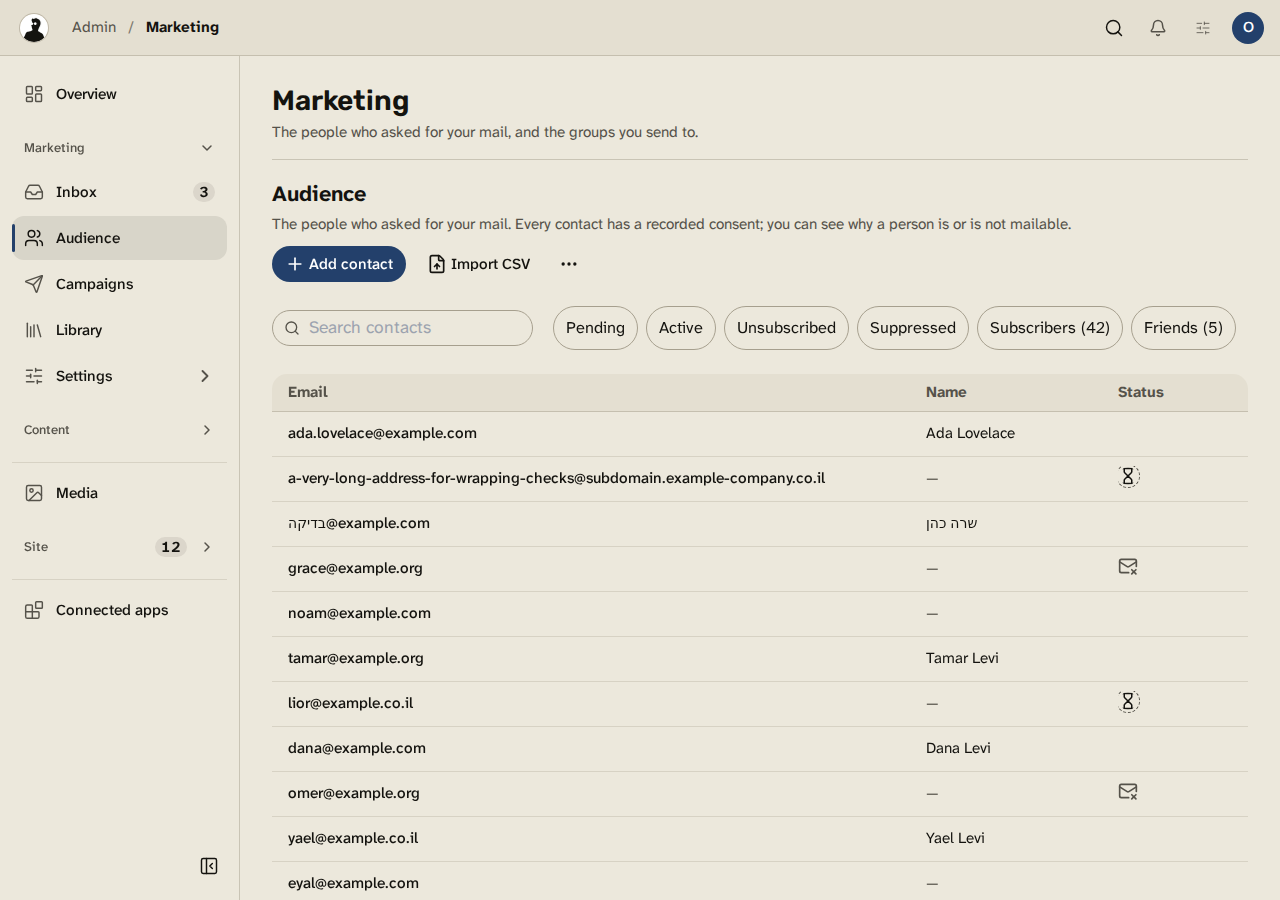 Admin / Marketing
O
Overview
Marketing
Inbox 3
Audience
Campaigns
Library
Settings
Content
Media
Site 12
Connected apps
Marketing
The people who asked for your mail, and the groups you send to.
Audience
The people who asked for your mail. Every contact has a recorded consent; you can see why a person is or is not mailable.
Add contact Import CSV
Search contacts Pending Active Unsubscribed Suppressed Subscribers (42) Friends (5)
Email Name Status
ada.lovelace@example.com Ada Lovelace
a-very-long-address-for-wrapping-checks@subdomain.example-company.co.il —
בדיקה@example.com שרה כהן
grace@example.org —
noam@example.com —
tamar@example.org Tamar Levi
lior@example.co.il —
dana@example.com Dana Levi
omer@example.org —
yael@example.co.il Yael Levi
eyal@example.com —